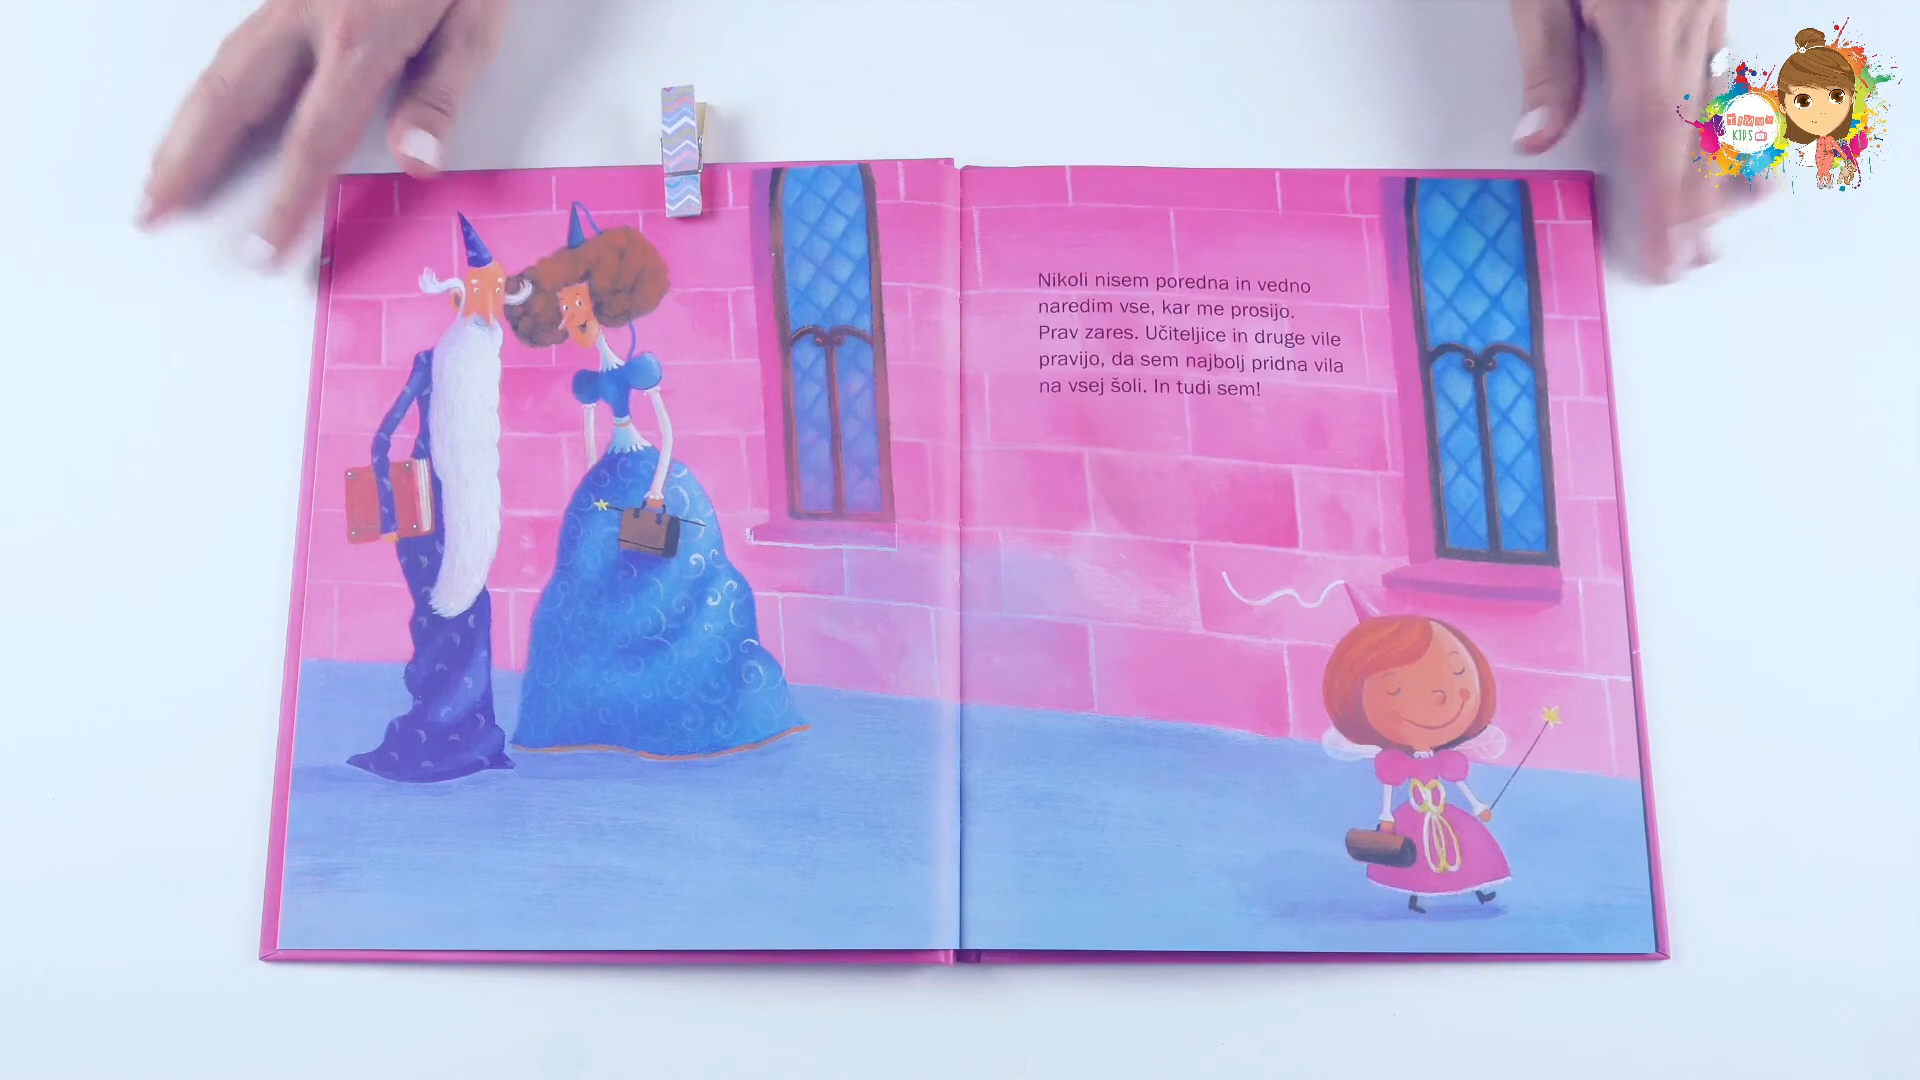 Nikoli nisem poredna in vedno
naredim vse, kar me prosijo.
Prav zares. Učiteljice in druge vile
pravijo, da sem najbolj pridna vila
na vsej šoli. In tudi sem!
KIDS